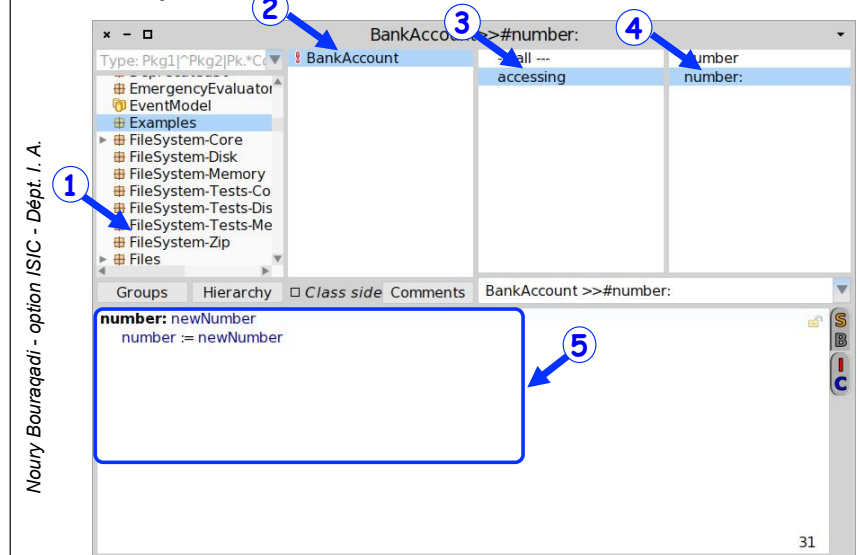 Noury Bouraqadi - option ISIC - Dépt. I. A.
2
3
4
BankAccount>>#number:
Type: Pkg1|^Pkg2|Pk.*Co
EmergencyEvaluator
EventModel
Examples
FileSystem-Core
FileSystem-Disk
FileSystem-Memory
FileSystem-Tests-Co
FileSystem-Tests-Dis
FileSystem-Tests-Me
FileSystem-Zip
Files
1
BankAccount
all ---
accessing
number
number:
Groups
Hierarchy
Class side
Comments
BankAccount >>#number:
number: newNumber
number := newNumber
5
S
B
I
C
31